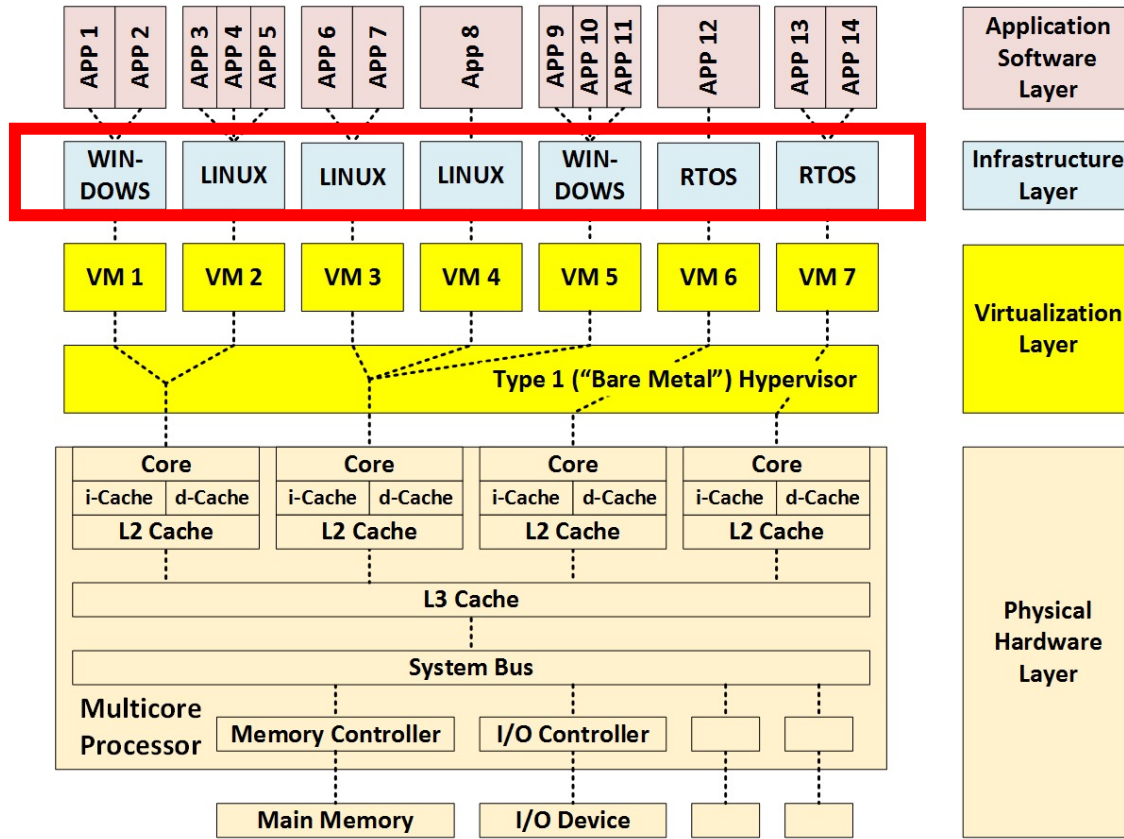 APP 1
APP 2
APP 3
APP 4
APP 5
APP 6
APP 7
App 8
APP 9
APP 10
APP 11
APP 12
APP 13
APP 14
Application
Software
Layer
WIN-
DOWS
LINUX
LINUX
LINUX
WIN-
DOWS
RTOS
RTOS
Infrastructure
Layer
VM 1
VM 2
VM 3
VM 4
VM 5
VM 6
VM 7
Type 1 (“Bare Metal”) Hypervisor
Virtualization
Layer
Core
i-Cache
d-Cache
L2 Cache
Core
i-Cache
d-Cache
L2 Cache
Core
i-Cache
d-Cache
L2 Cache
Core
i-Cache
d-Cache
L2 Cache
L3 Cache
System Bus
Multicore
Processor
Memory Controller
I/O Controller
Main Memory
I/O Device
Physical
Hardware
Layer